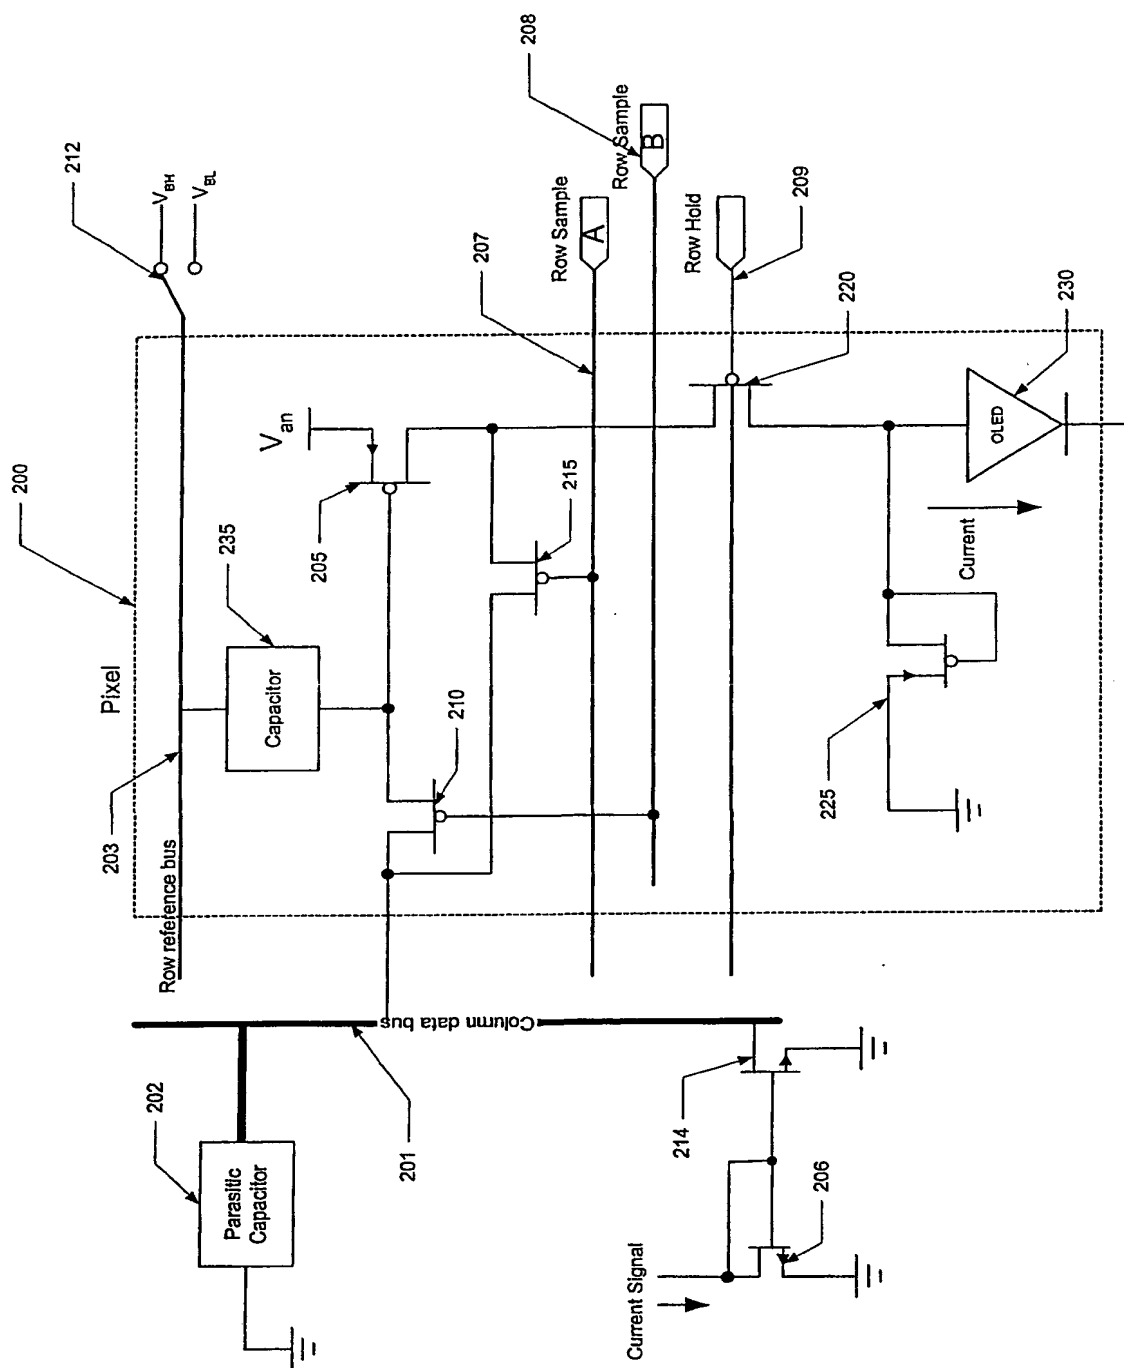 200
Pixel
203
Row reference bus
212
V_BH
V_BL
235
Capacitor
V_an
205
215
210
207
Row Sample
A
208
Row Sample
B
Row Hold
209
220
230
OLED
Current
225
202
Parasitic
Capacitor
201
Column data bus
214
206
Current Signal